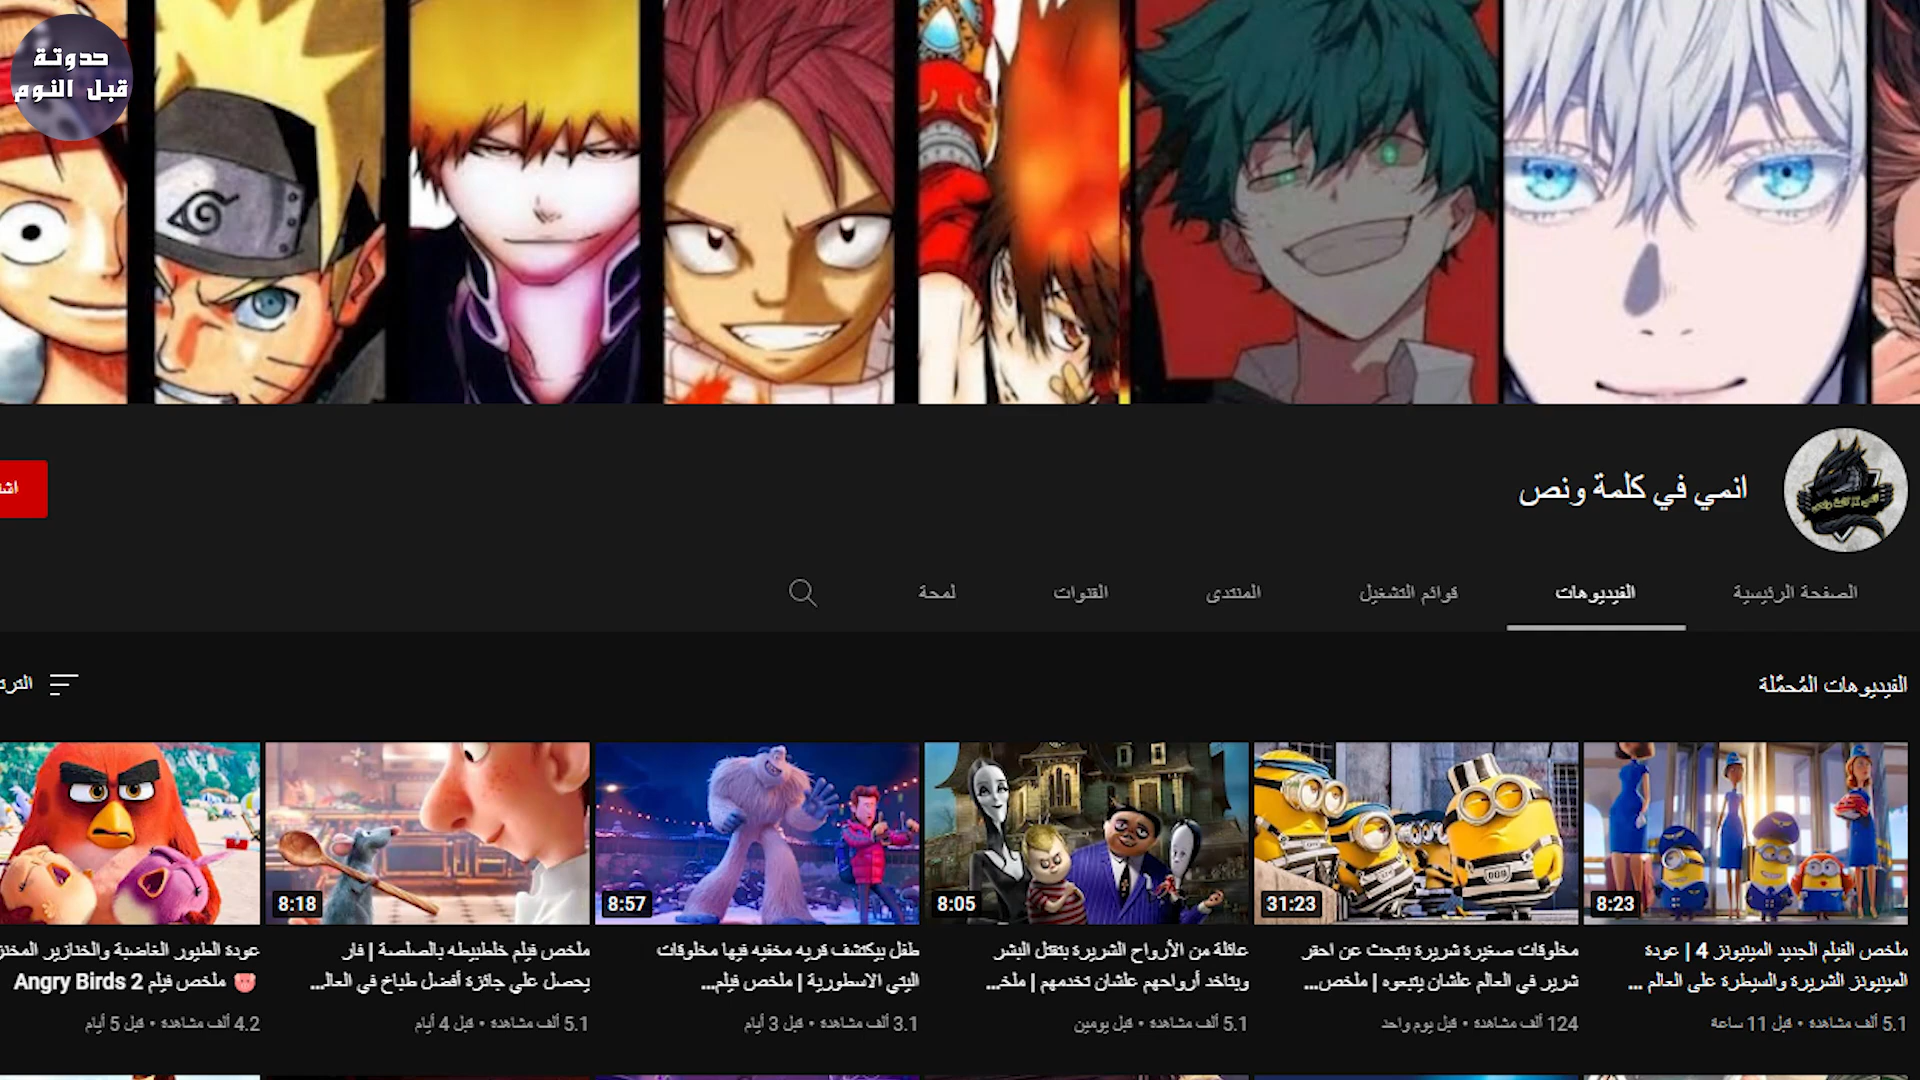 حدوتة
قبل النوم
انمي في كلمة ونص
الصفحة الرئيسية
الفيديوهات
قوائم التشغيل
المنتدى
القنوات
لمحة
الفيديوهات المُحمَّلة
8:23
31:23
8:05
8:57
8:18
ملخص الفيلم الجديد المينيونز 4 | عودة
المينيونز الشريرة والسيطرة على العالم ...
5.1 ألف مشاهدة • قبل 11 ساعة
مخلوقات صغيرة شريرة بتبحث عن احقر
شرير في العالم علشان يتبعوه | ملخص...
124 ألف مشاهدة • قبل يوم واحد
عائلة من الأرواح الشريرة بتقتل البشر
وبتاخد أرواحهم علشان تخدمهم | ملخ...
5.1 ألف مشاهدة • قبل يومين
طفل بيكتشف قريه مخفيه فيها مخلوقات
اليتي الاسطورية | ملخص فيلم...
3.1 ألف مشاهدة • قبل 3 أيام
ملخص فيلم خلطبيطه بالصلصة | فار
يحصل علي جائزة أفضل طباخ في العالـ...
5.1 ألف مشاهدة • قبل 4 أيام
عودة الطيور الغاضبة والخنازير
ملخص فيلم Angry Birds 2
4.2 ألف مشاهدة • قبل 5 أيام